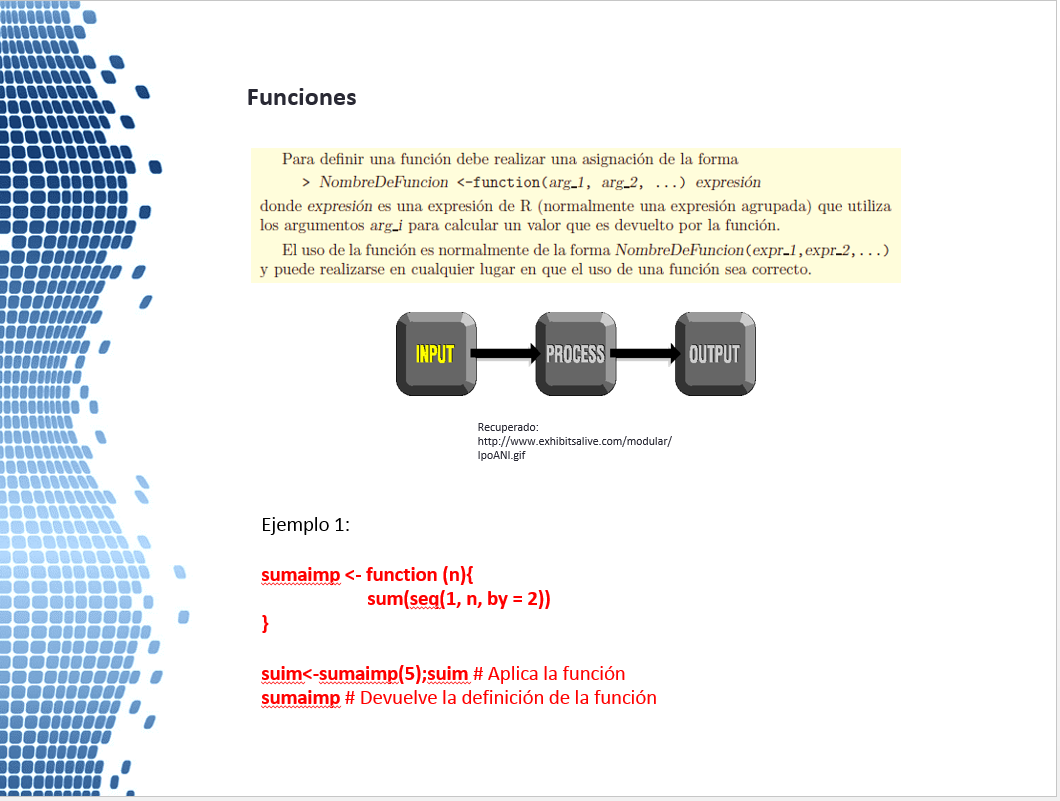 Funciones
Para definir una función debe realizar una asignación de la forma
> NombreDeFuncion <-function(arg_1, arg_2, ...) expresión
donde expresión es una expresión de R (normalmente una expresión agrupada) que utiliza
los argumentos arg_i para calcular un valor que es devuelto por la función.
El uso de la función es normalmente de la forma NombreDeFuncion(expr_1,expr_2,...)
y puede realizarse en cualquier lugar en que el uso de una función sea correcto.
INPUT PROCESS OUTPUT
Recuperado:
http://www.exhibitsalive.com/modular/
IpoANI.gif
Ejemplo 1:
sumaimp <- function (n){
sum(seq(1, n, by = 2))
}
suim<-sumaimp(5);suim # Aplica la función
sumaimp # Devuelve la definición de la función